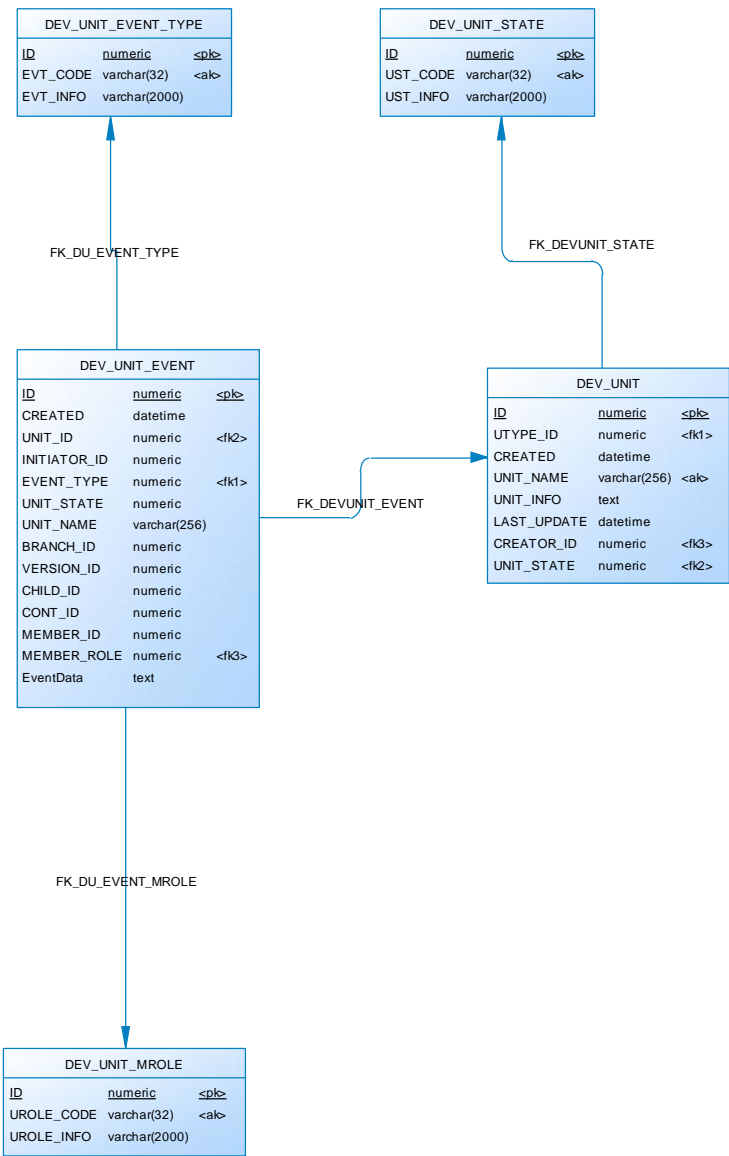 DEV_UNIT_EVENT_TYPE
ID numeric <pk>
EVT_CODE varchar(32) <ak>
EVT_INFO varchar(2000)
DEV_UNIT_STATE
ID numeric <pk>
UST_CODE varchar(32) <ak>
UST_INFO varchar(2000)
FK_DU_EVENT_TYPE
FK_DEVUNIT_STATE
DEV_UNIT_EVENT
ID numeric <pk>
CREATED datetime
UNIT_ID numeric <fk2>
INITIATOR_ID numeric
EVENT_TYPE numeric <fk1>
UNIT_STATE numeric
UNIT_NAME varchar(256)
BRANCH_ID numeric
VERSION_ID numeric
CHILD_ID numeric
CONT_ID numeric
MEMBER_ID numeric
MEMBER_ROLE numeric <fk3>
EventData text
FK_DEVUNIT_EVENT
DEV_UNIT
ID numeric <pk>
UTYPE_ID numeric <fk1>
CREATED datetime
UNIT_NAME varchar(256) <ak>
UNIT_INFO text
LAST_UPDATE datetime
CREATOR_ID numeric <fk3>
UNIT_STATE numeric <fk2>
FK_DU_EVENT_MROLE
DEV_UNIT_MROLE
ID numeric <pk>
UROLE_CODE varchar(32) <ak>
UROLE_INFO varchar(2000)